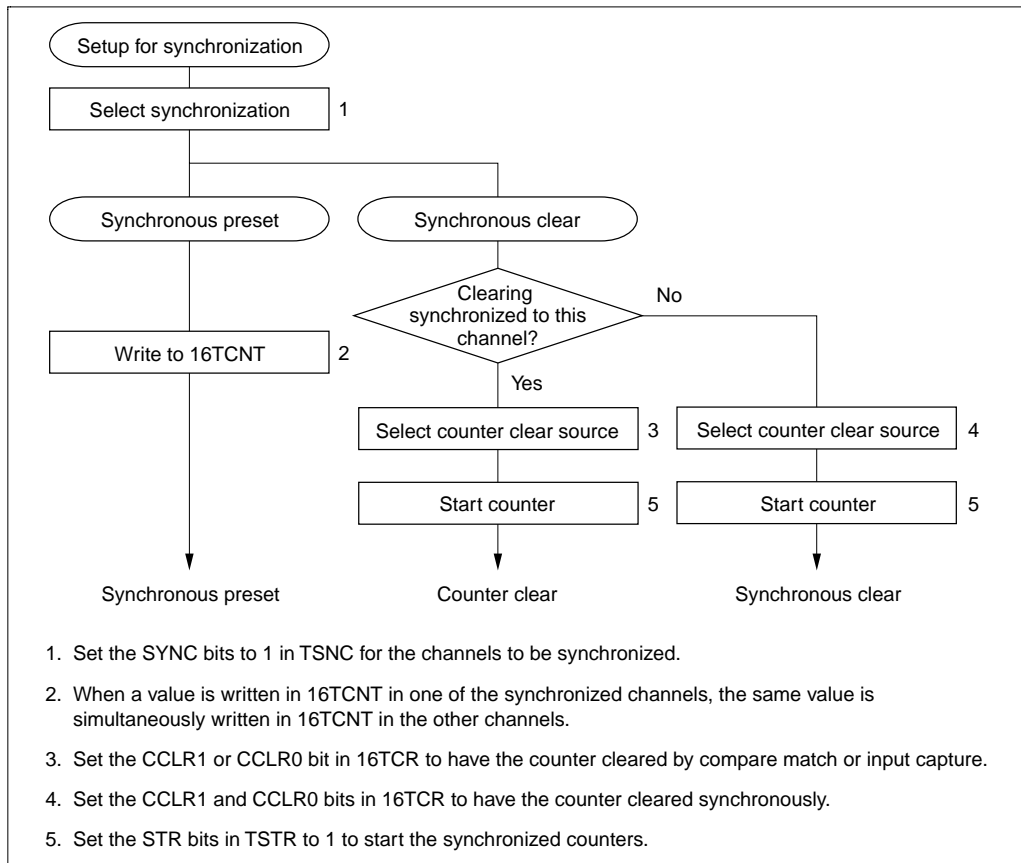 Setup for synchronization
Select synchronization 1
Synchronous preset Synchronous clear
Clearing
synchronized to this
channel?
No
Write to 16TCNT 2
Yes
Select counter clear source 3 Select counter clear source 4
Start counter 5 Start counter 5
Synchronous preset Counter clear Synchronous clear
1. Set the SYNC bits to 1 in TSNC for the channels to be synchronized.
2. When a value is written in 16TCNT in one of the synchronized channels, the same value is
simultaneously written in 16TCNT in the other channels.
3. Set the CCLR1 or CCLR0 bit in 16TCR to have the counter cleared by compare match or input capture.
4. Set the CCLR1 and CCLR0 bits in 16TCR to have the counter cleared synchronously.
5. Set the STR bits in TSTR to 1 to start the synchronized counters.